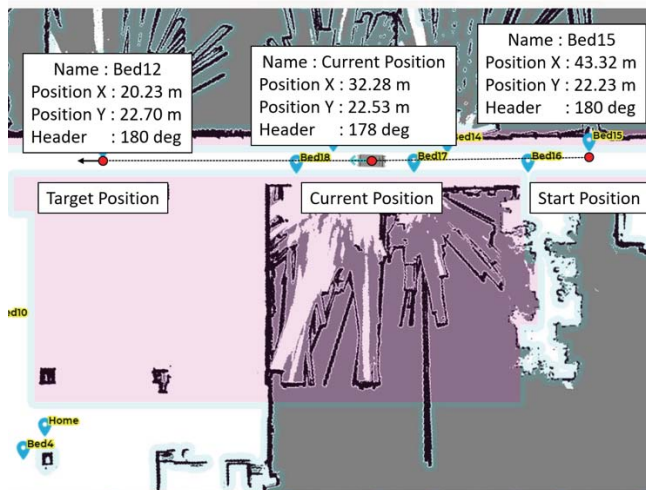 Name : Bed12
Position X : 20.23 m
Position Y : 22.70 m
Header : 180 deg
Name : Current Position
Position X : 32.28 m
Position Y : 22.53 m
Header : 178 deg
Name : Bed15
Position X : 43.32 m
Position Y : 22.23 m
Header : 180 deg
Bed14
Bed15
Bed18
Bed17
Bed16
Target Position
Current Position
Start Position
ed10
Home
Bed4